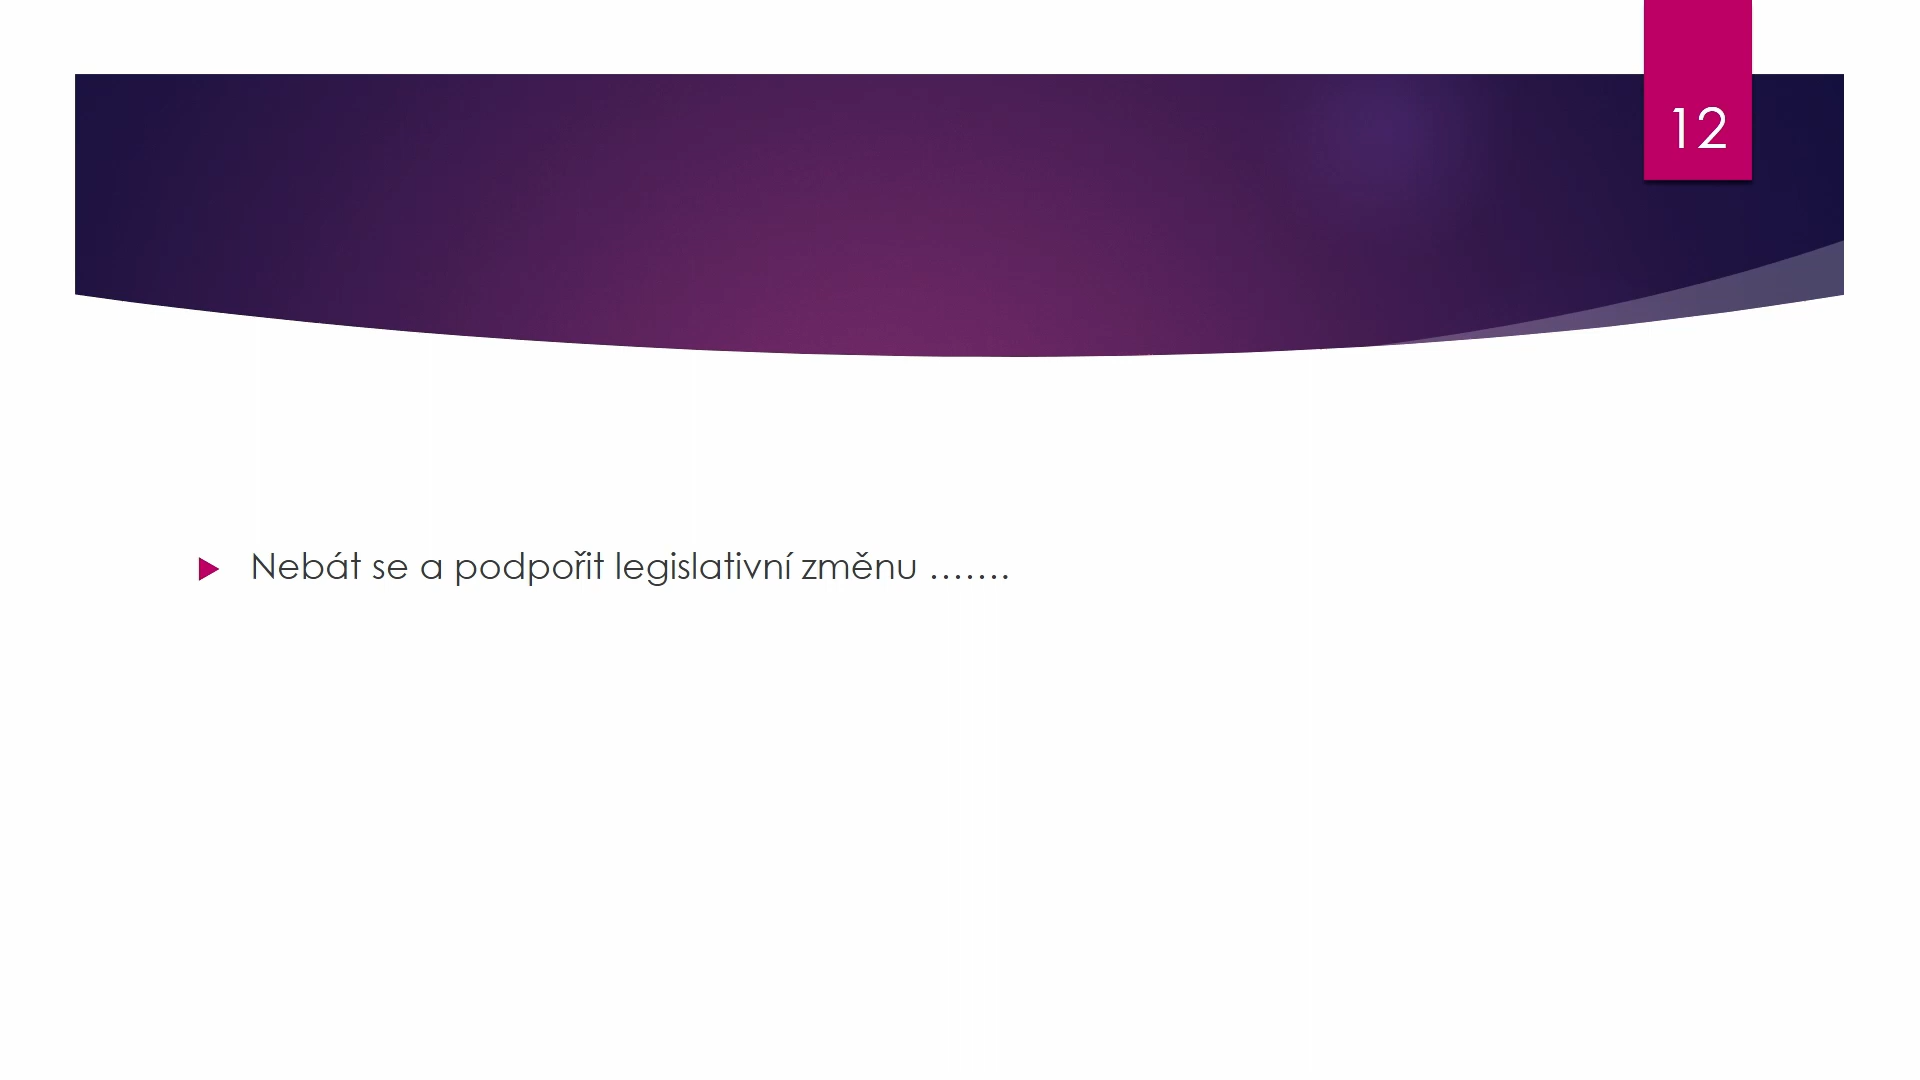 12
Nebát se a podpořit legislativní změnu …….